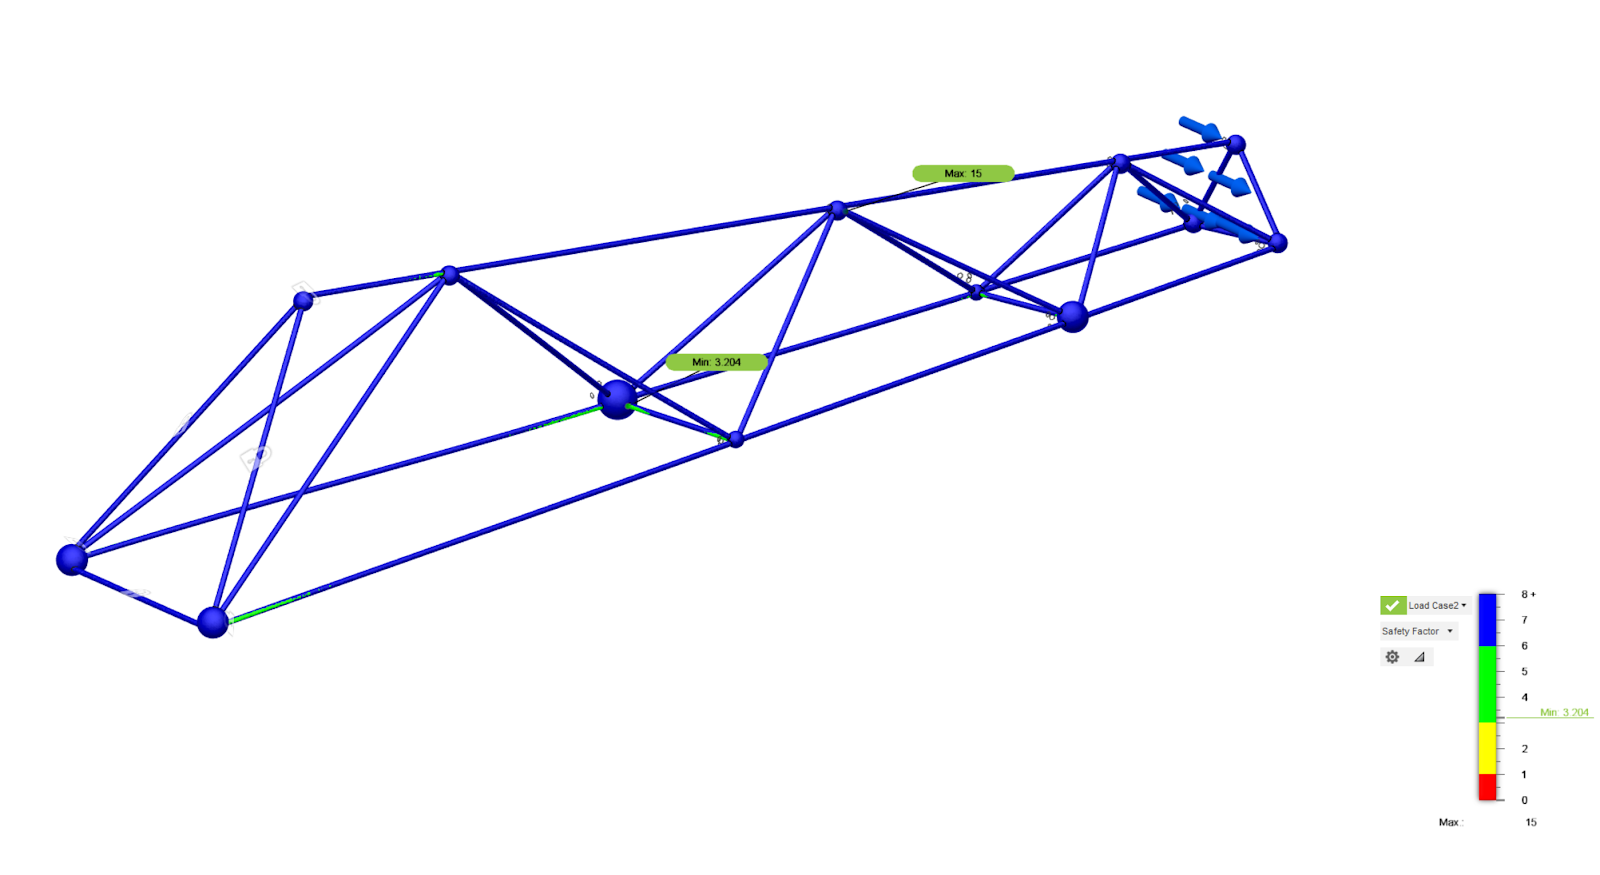 Max: 15
Min: 3.204
Load Case2
Safety Factor
8 +
7
6
5
4
Min: 3.204
2
1
0
Max.: 15